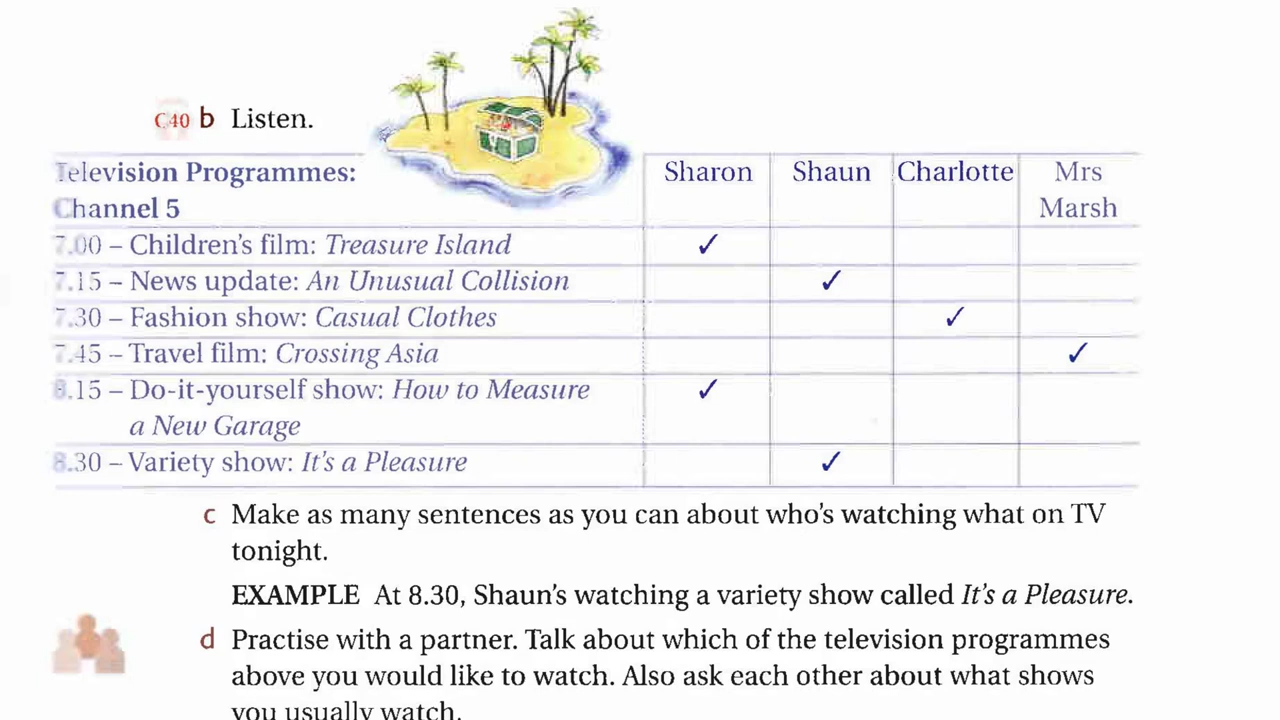 C40 b Listen.
Television Programmes: Sharon Shaun Charlotte Mrs
Channel 5 Marsh
7.00 – Children's film: Treasure Island ✓
7.15 – News update: An Unusual Collision ✓
7.30 – Fashion show: Casual Clothes ✓
7.45 – Travel film: Crossing Asia ✓
8.15 – Do-it-yourself show: How to Measure ✓
a New Garage
8.30 – Variety show: It's a Pleasure ✓
c Make as many sentences as you can about who's watching what on TV
tonight.
EXAMPLE At 8.30, Shaun's watching a variety show called It's a Pleasure.
d Practise with a partner. Talk about which of the television programmes
above you would like to watch. Also ask each other about what shows
you usually watch.